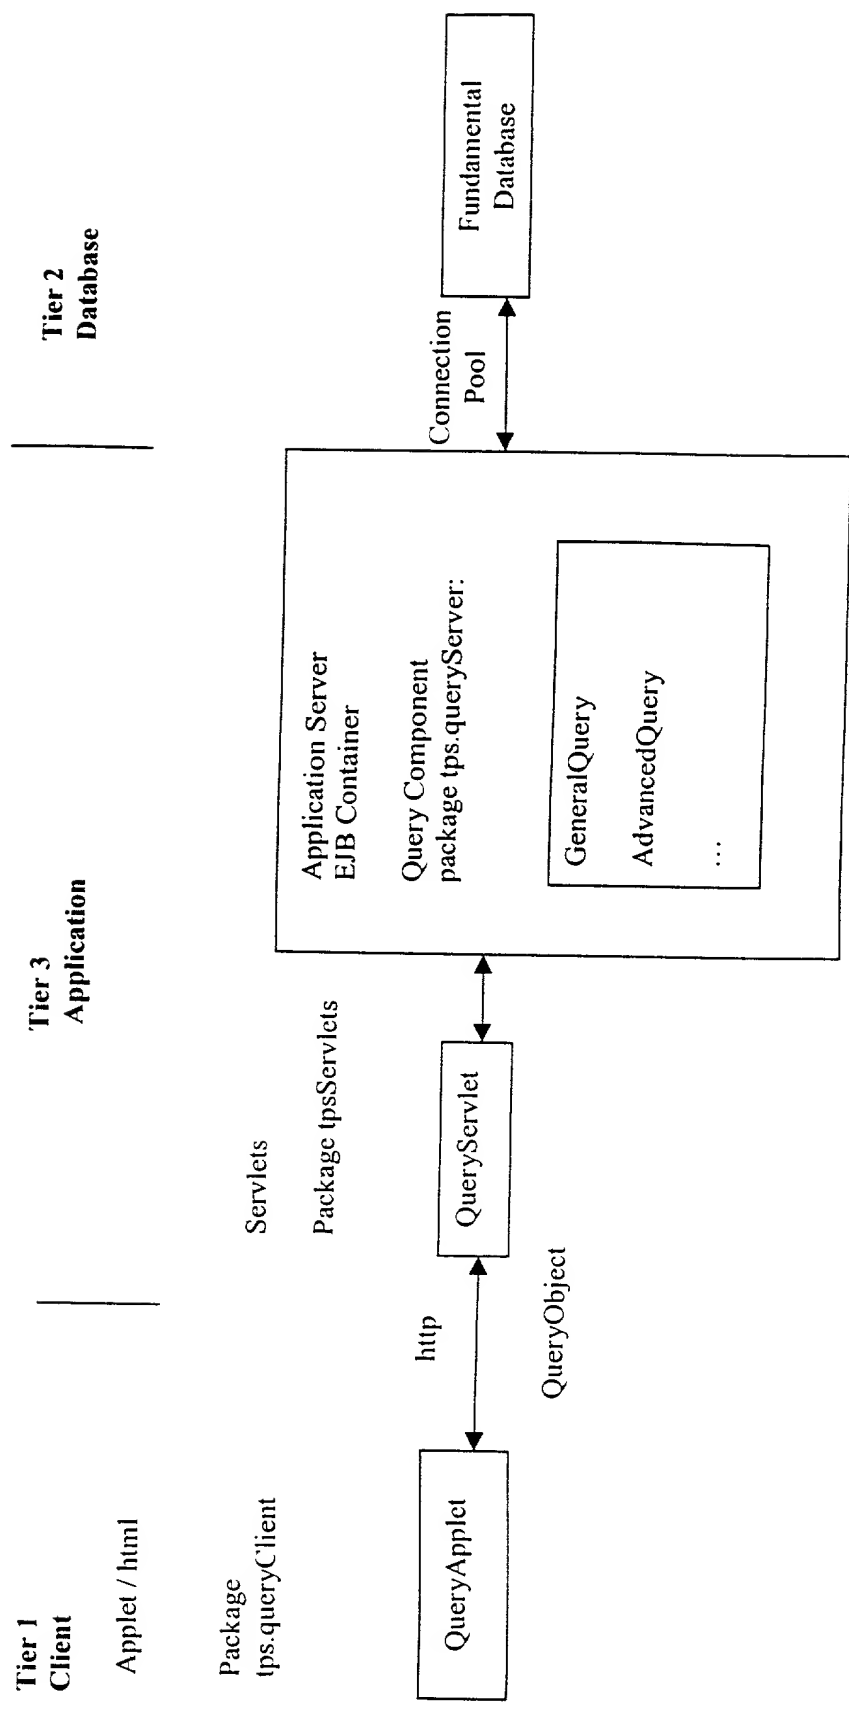 Tier 1
Client
Applet / html
Package
tps.queryClient
QueryApplet
http
QueryObject
Tier 3
Application
Servlets
Package tpsServlets
QueryServlet
Application Server
EJB Container
Query Component
package tps.queryServer:
GeneralQuery
AdvancedQuery
...
Tier 2
Database
Connection
Pool
Fundamental
Database